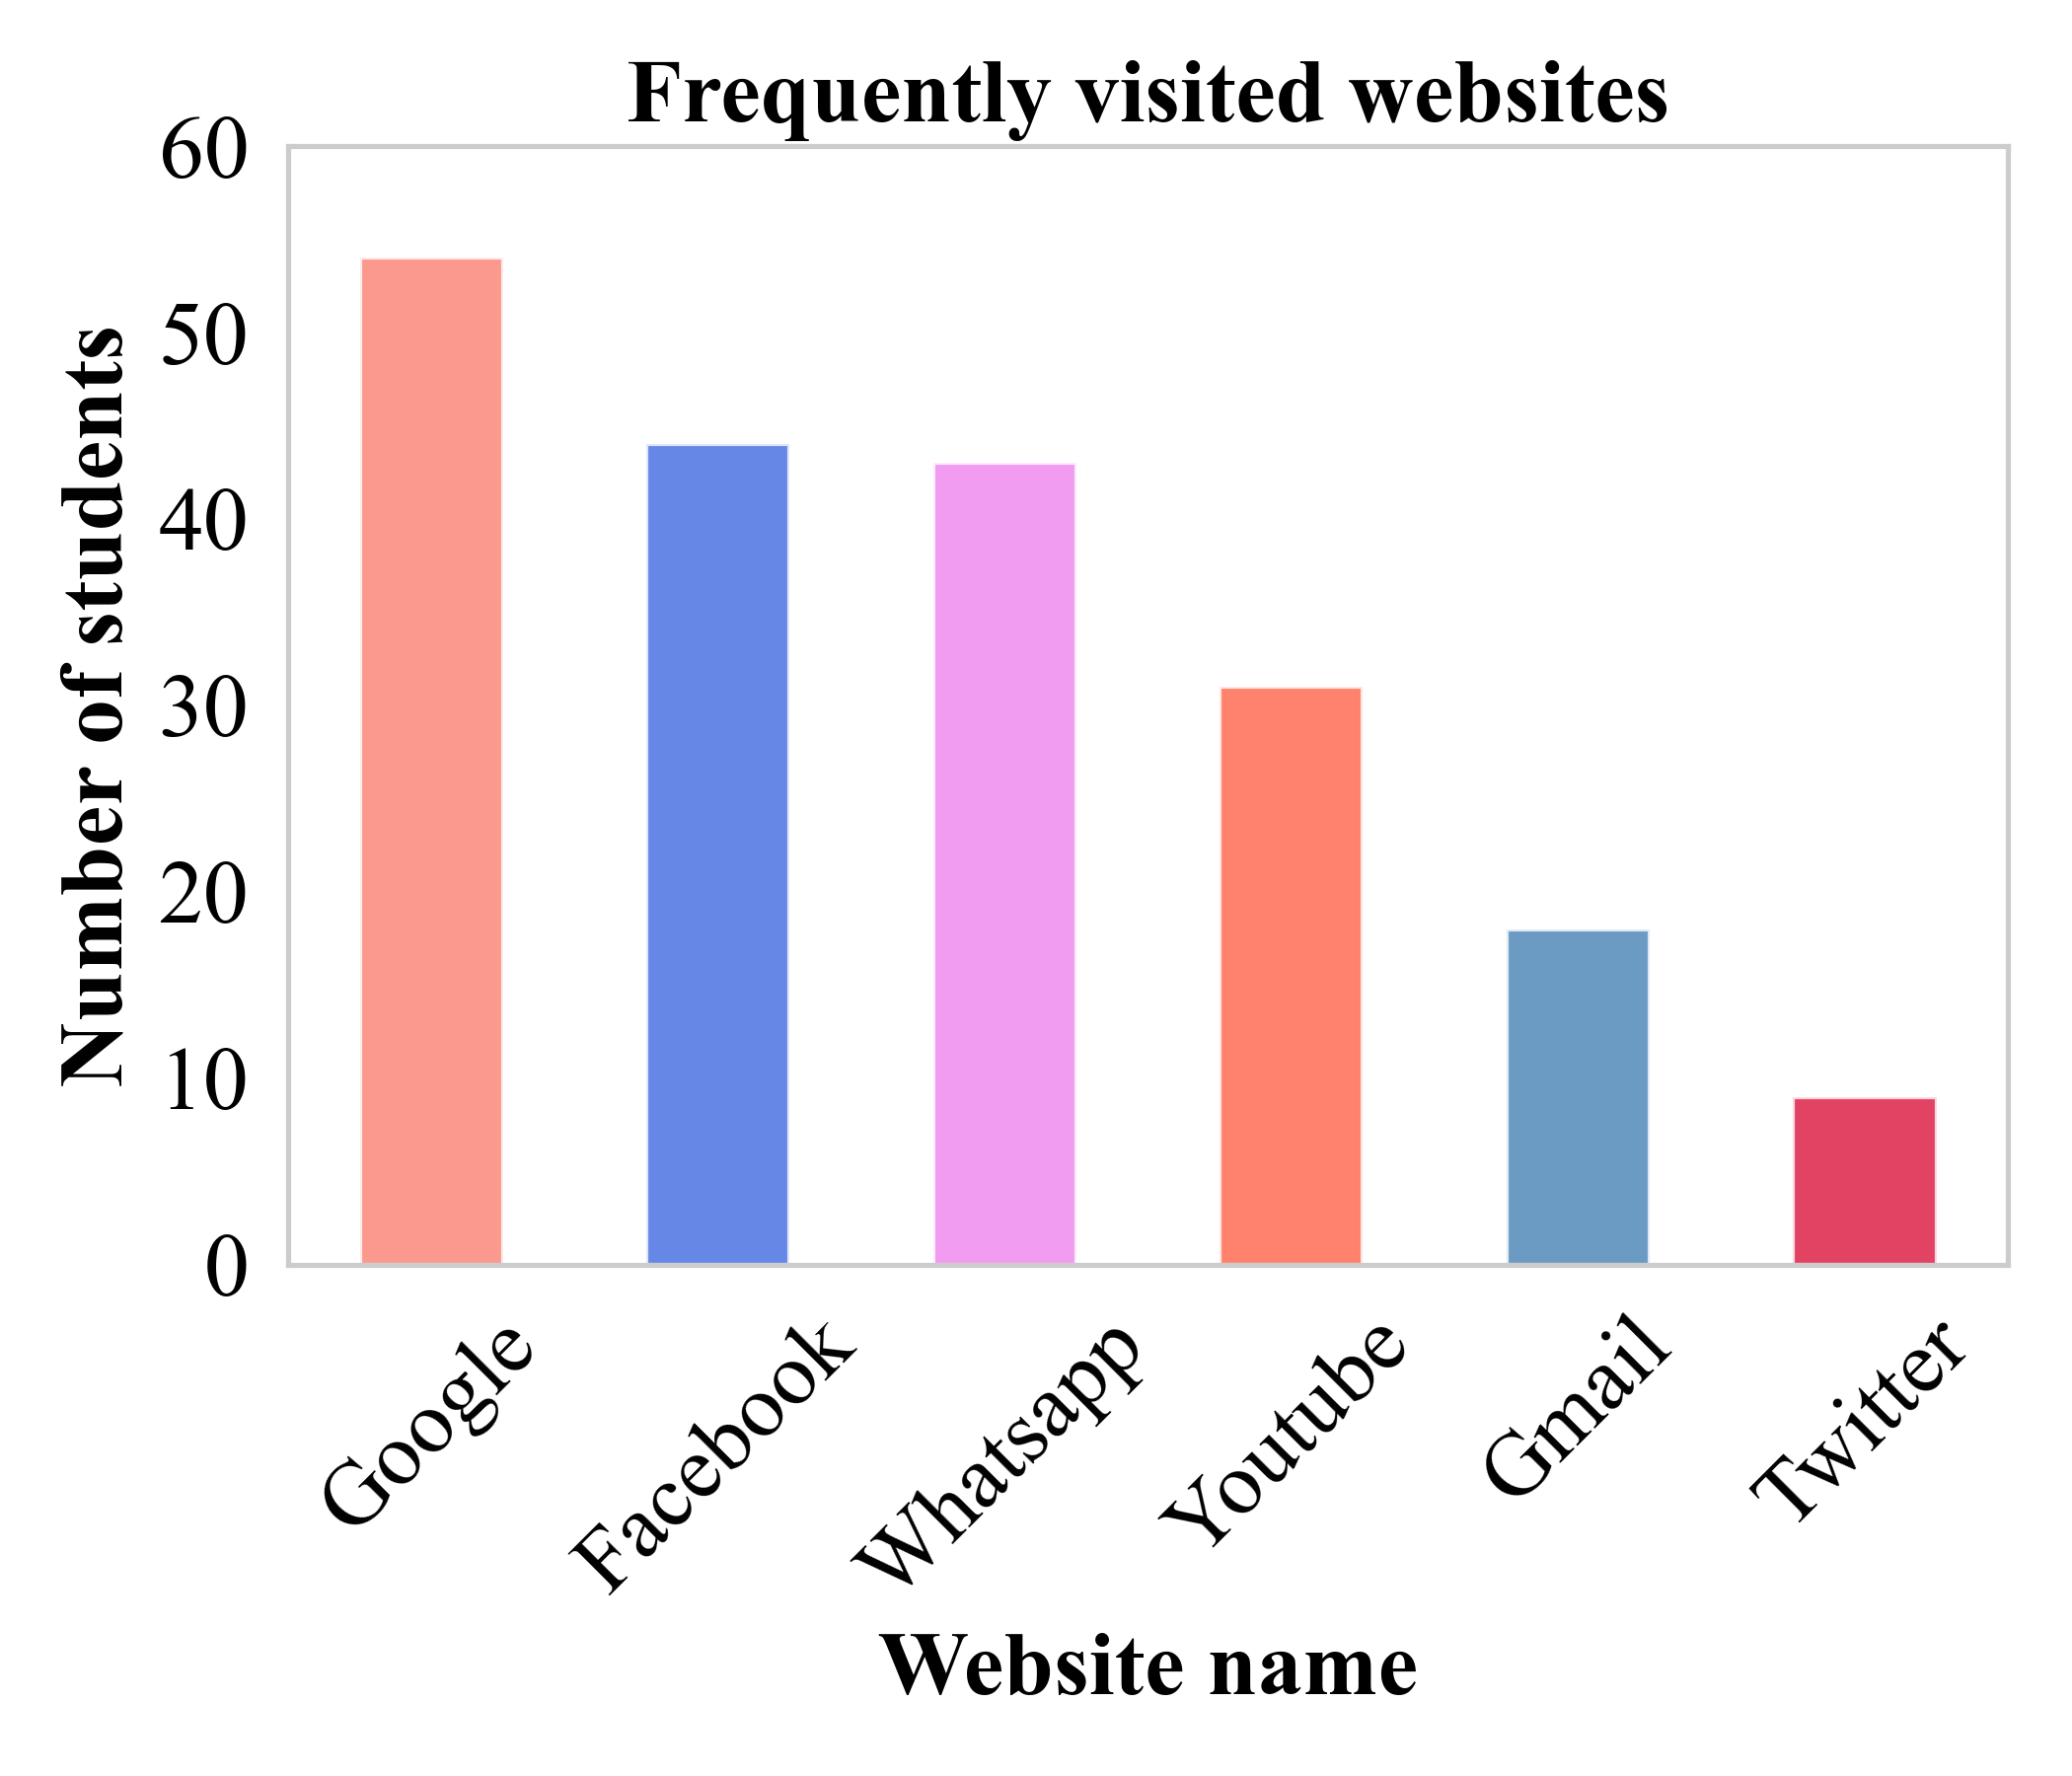 Frequently visited websites
Number of students
60
50
40
30
20
10
0
Google
Facebook
Whatsapp
Youtube
Gmail
Twitter
Website name